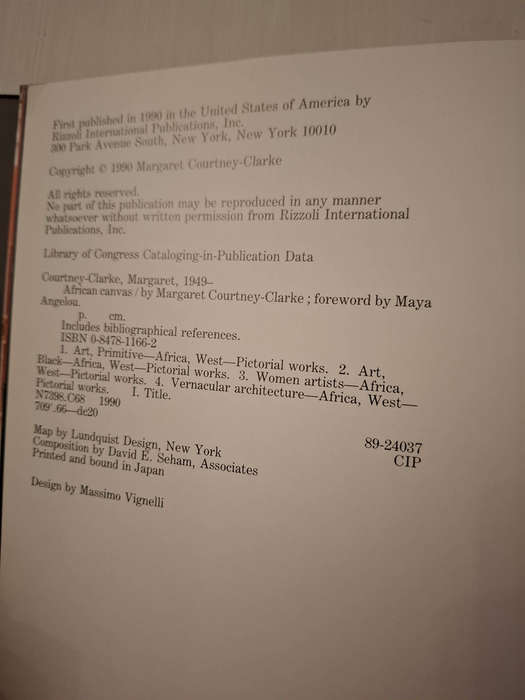 First published in 1990 in the United States of America by
Rizzoli International Publications, Inc.
300 Park Avenue South, New York, New York 10010
Copyright © 1990 Margaret Courtney-Clarke
All rights reserved.
No part of this publication may be reproduced in any manner
whatsoever without written permission from Rizzoli International
Publications, Inc.
Library of Congress Cataloging-in-Publication Data
Courtney-Clarke, Margaret, 1949–
African canvas / by Margaret Courtney-Clarke ; foreword by Maya
Angelou.
p. cm.
Includes bibliographical references.
ISBN 0-8478-1166-2
1. Art, Primitive—Africa, West—Pictorial works. 2. Art,
Black—Africa, West—Pictorial works. 3. Women artists—Africa,
West—Pictorial works. 4. Vernacular architecture—Africa, West—
Pictorial works. I. Title.
N7398.C68 1990
709'.66—dc20
89-24037
CIP
Map by Lundquist Design, New York
Composition by David E. Seham, Associates
Printed and bound in Japan
Design by Massimo Vignelli